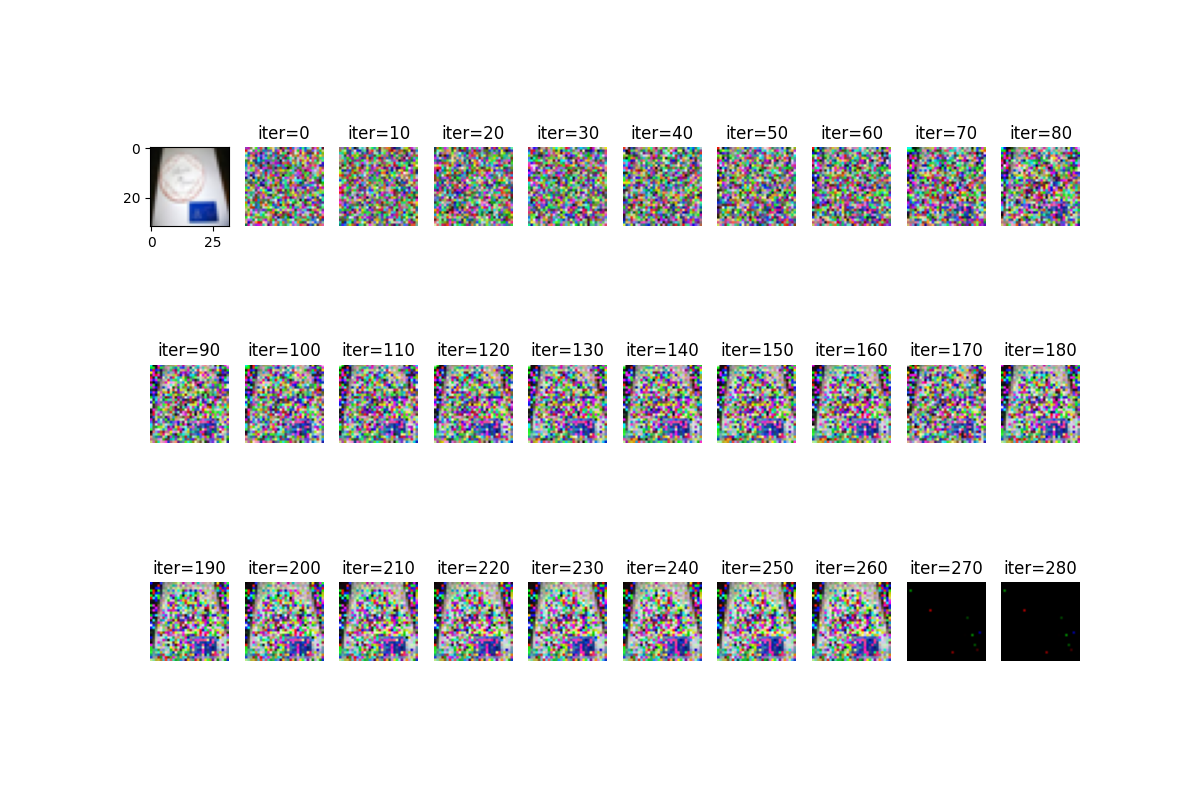 iter=0 iter=10 iter=20 iter=30 iter=40 iter=50 iter=60 iter=70 iter=80
0
20
0 25
iter=90 iter=100 iter=110 iter=120 iter=130 iter=140 iter=150 iter=160 iter=170 iter=180
iter=190 iter=200 iter=210 iter=220 iter=230 iter=240 iter=250 iter=260 iter=270 iter=280